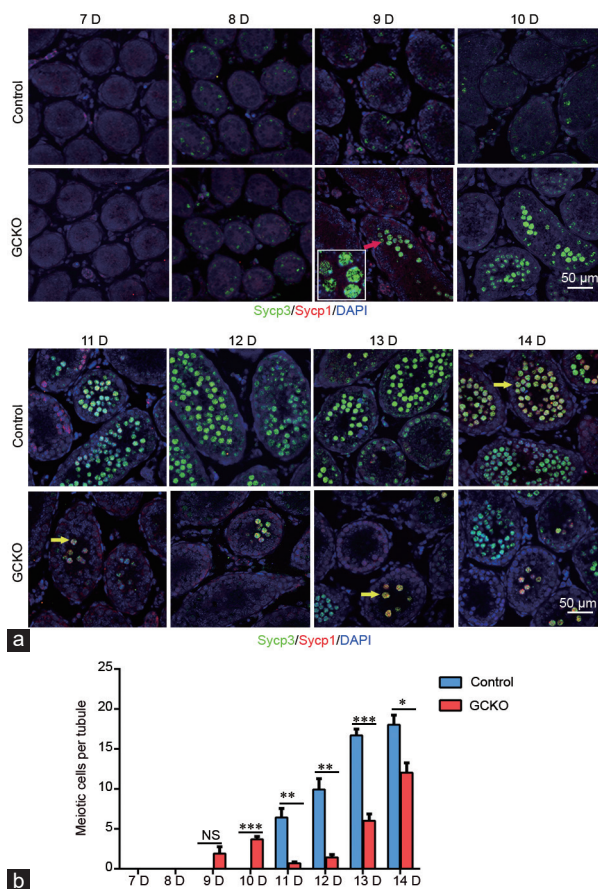 7 D 8 D 9 D 10 D
Control
GCKO
50 µm
Sycp3/Sycp1/DAPI
11 D 12 D 13 D 14 D
Control
GCKO
50 µm
a
Sycp3/Sycp1/DAPI
25
20
15
10
5
0
Meiotic cells per tubule
Control
GCKO
NS *** ** ** *** *
7 D 8 D 9 D 10 D 11 D 12 D 13 D 14 D
b